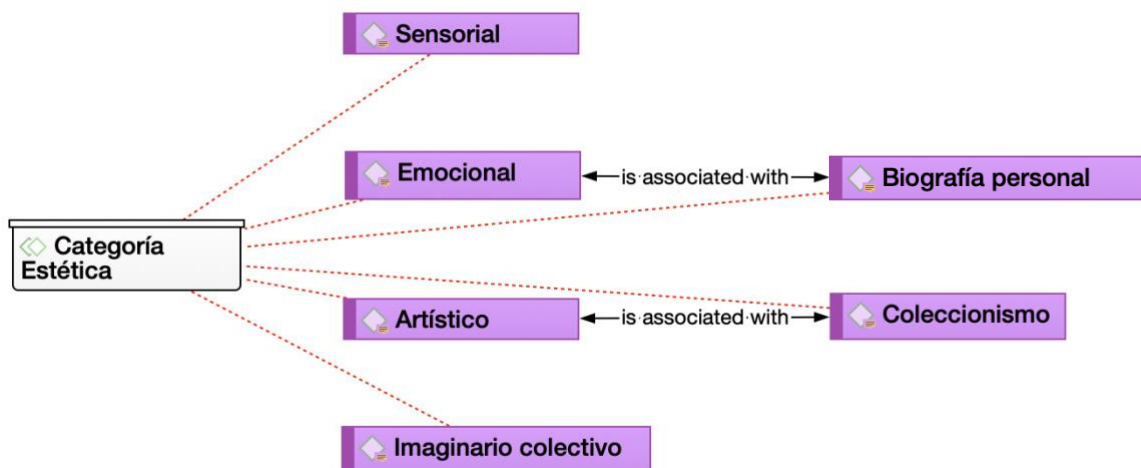 Sensorial
Emocional
is associated with
Biografía personal
Categoría
Estética
Artístico
is associated with
Coleccionismo
Imaginario colectivo